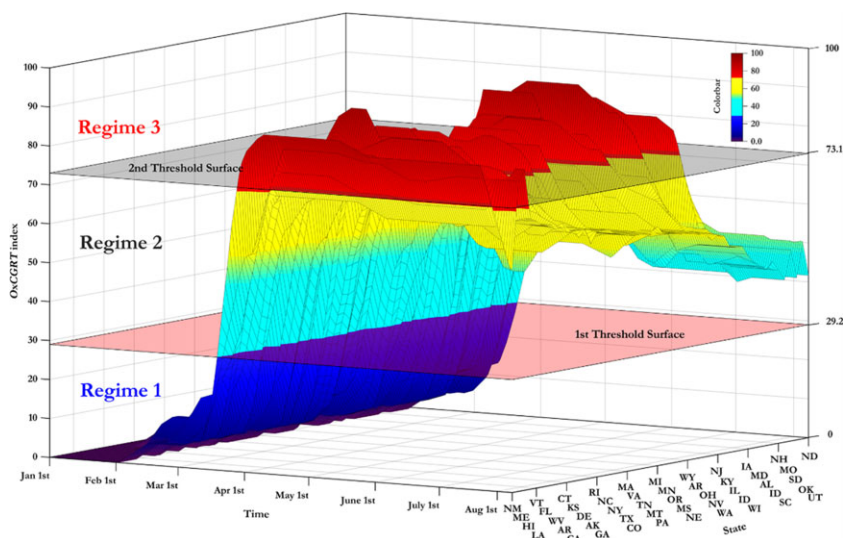 100
100
90
80
70
60
50
40
30
20
10
0
OxCGRT index
Regime 3
Regime 2
Regime 1
2nd Threshold Surface
1st Threshold Surface
Colorbar
100
80
60
40
20
0.0
73.1
29.2
0
Jan 1st
Feb 1st
Mar 1st
Apr 1st
May 1st
June 1st
July 1st
Aug 1st
Time
NM VT CT RI MA MI WY NJ IA NH ND
ME FL KS NC VA MN AR KY MD MO
HI WV DE NY TN OR OH IL AL SD
LA AR AK TX MT MS NV ID ID OK
GA CO PA NE WA WI SC UT
State